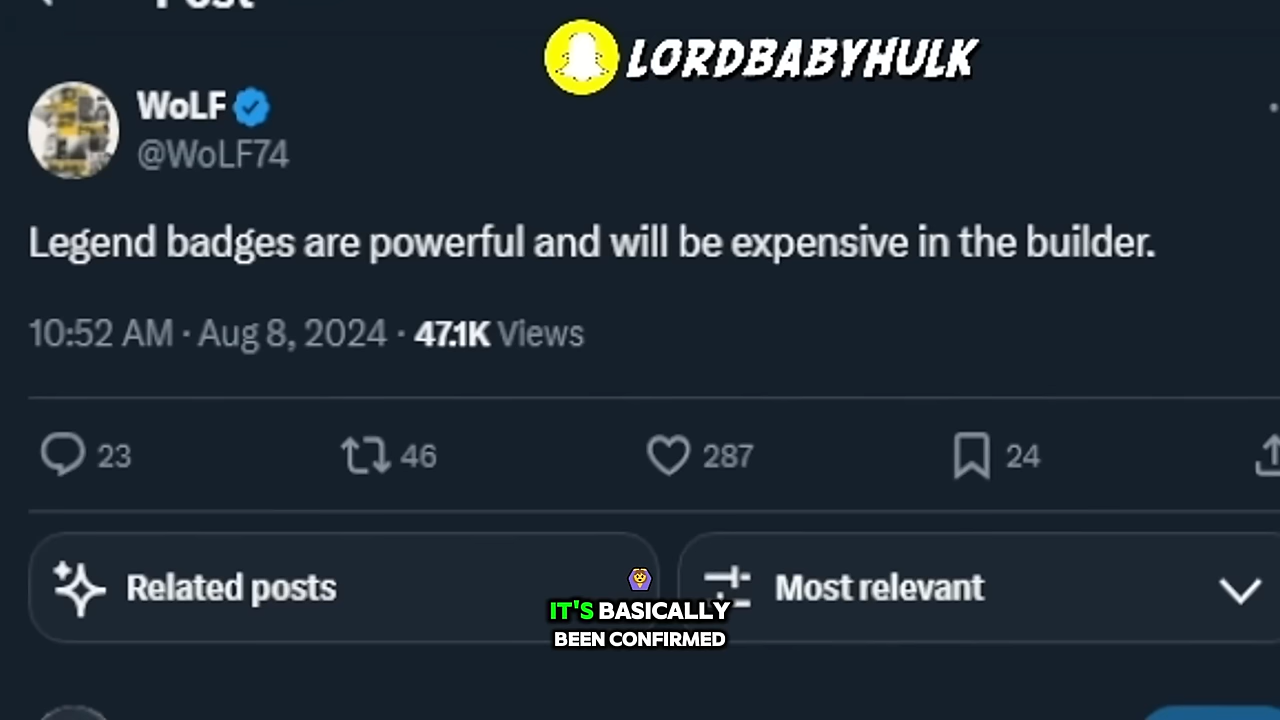 Post
LORDBABYHULK
WoLF
@WoLF74
Legend badges are powerful and will be expensive in the builder.
10:52 AM · Aug 8, 2024 · 47.1K Views
23 46 287 24
Related posts Most relevant
IT'S BASICALLY
BEEN CONFIRMED